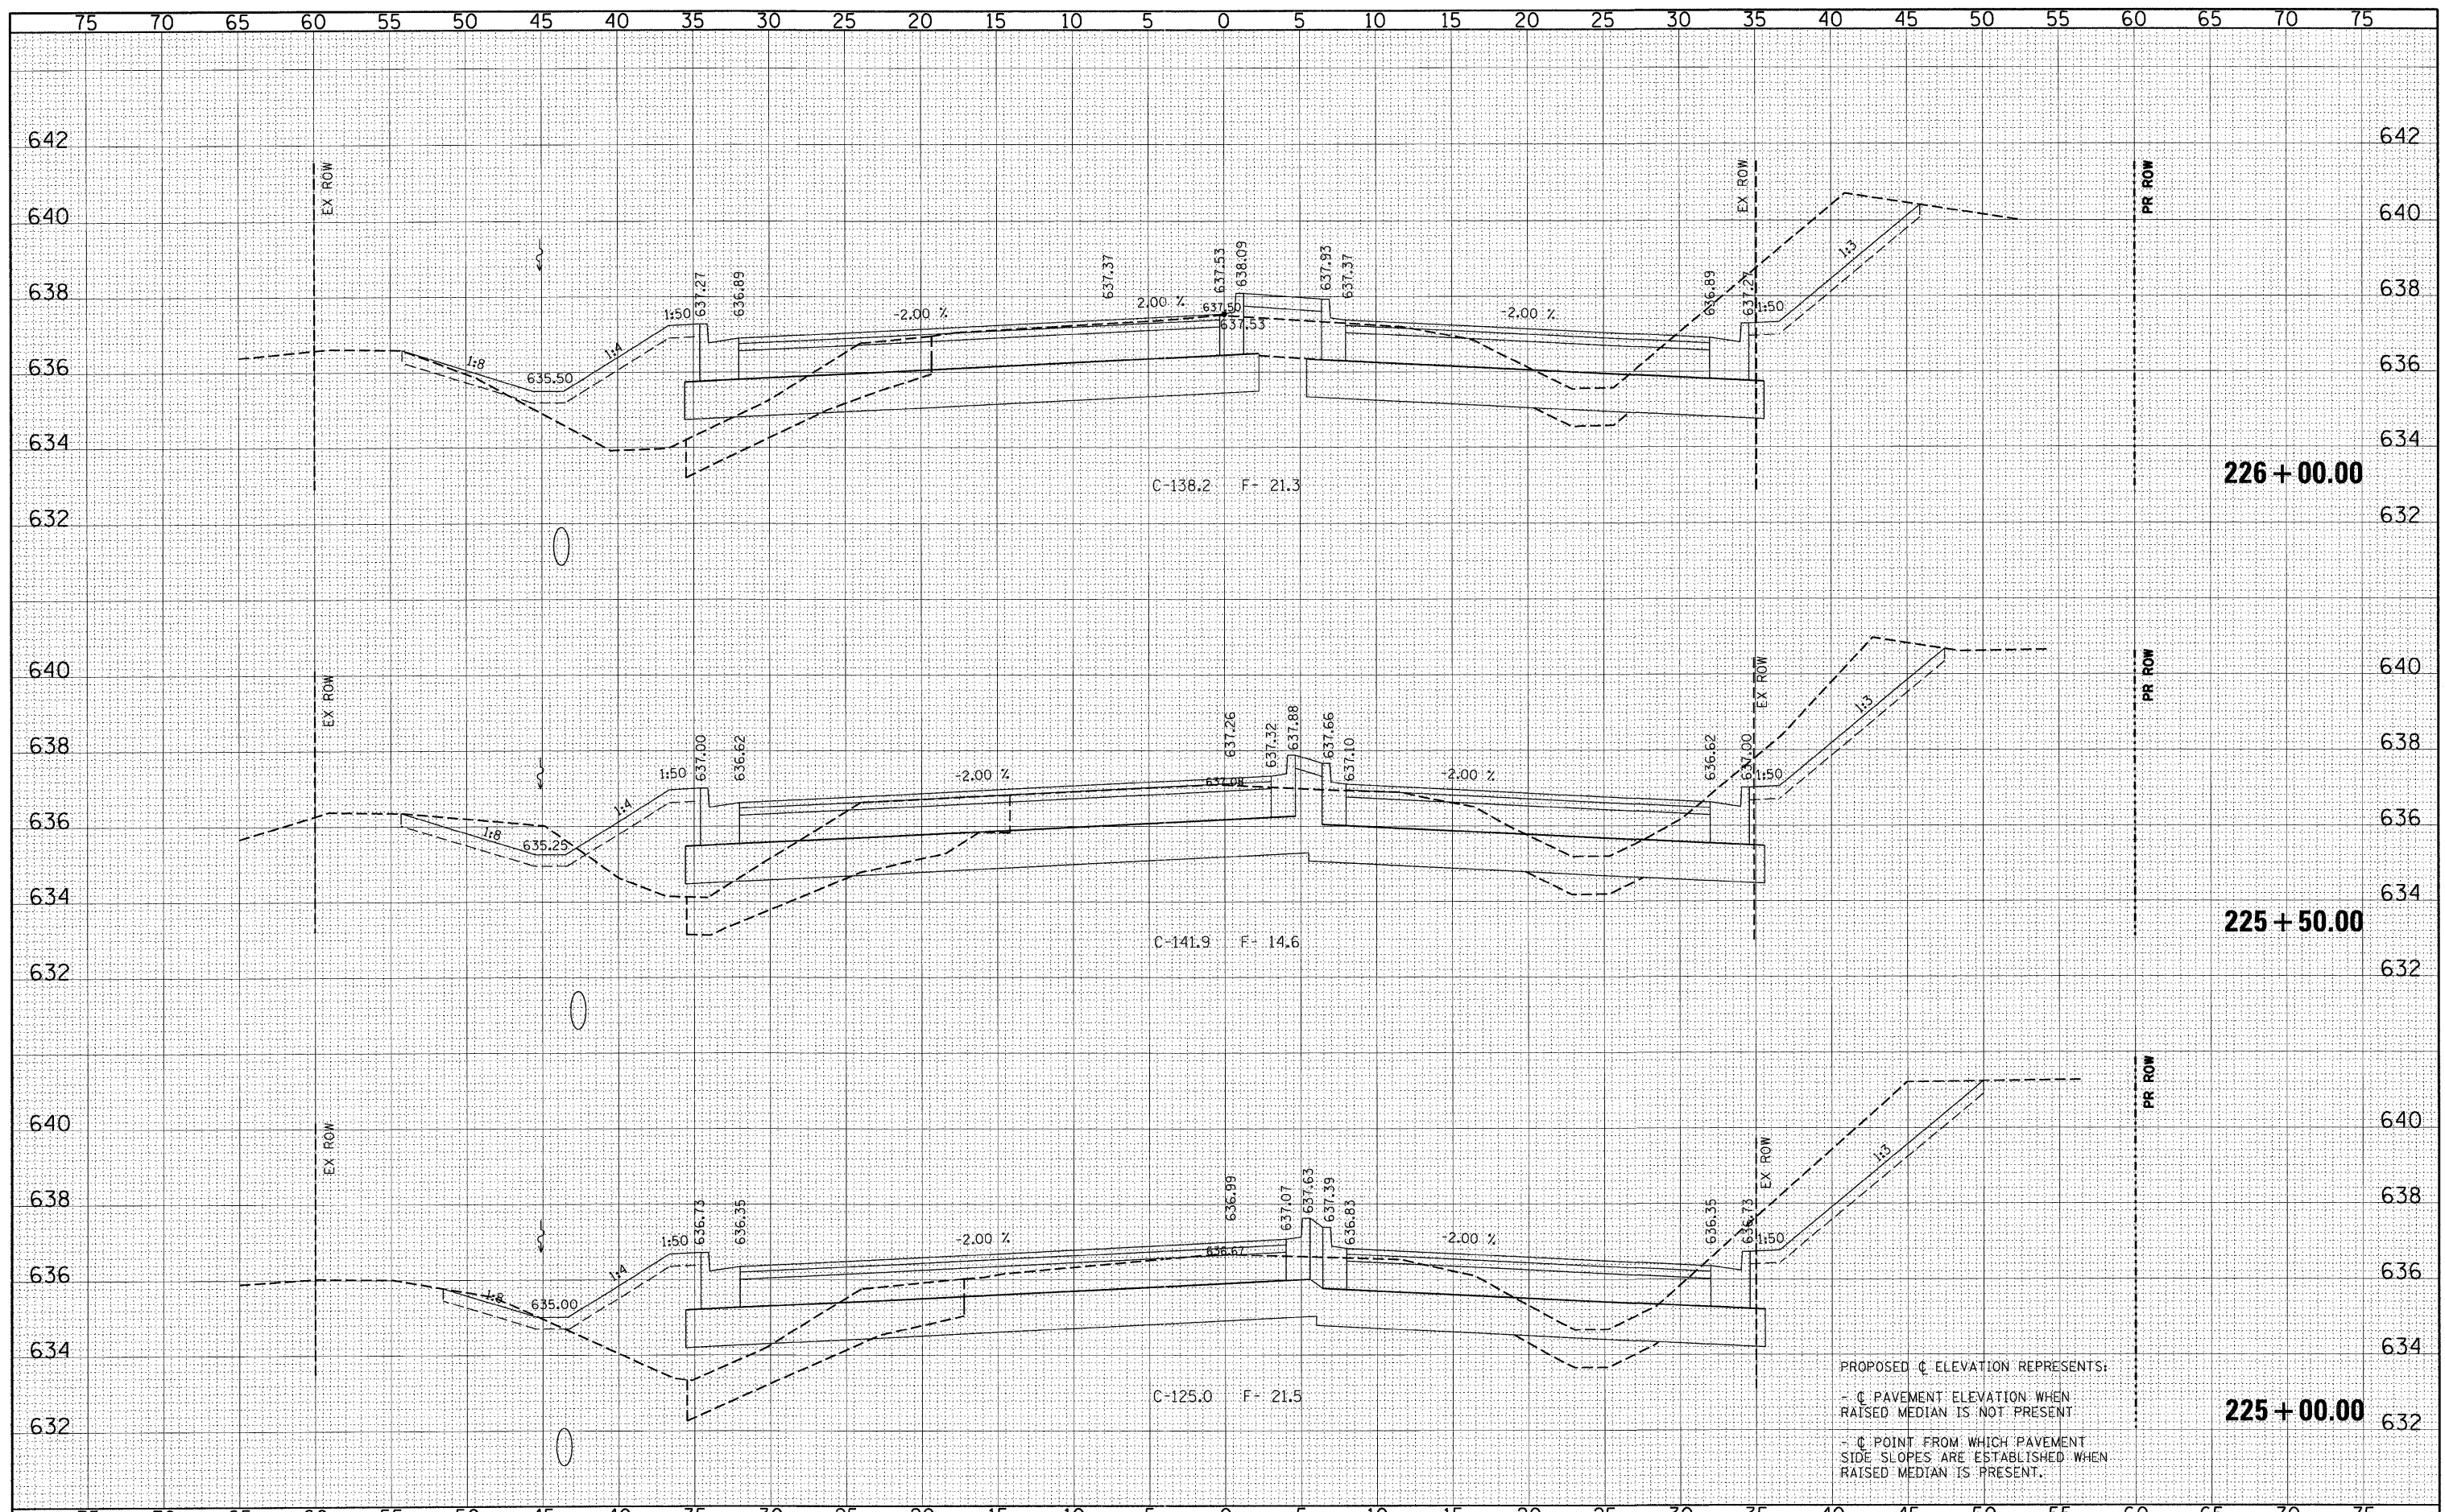 75 70 65 60 55 50 45 40 35 30 25 20 15 10 5 0 5 10 15 20 25 30 35 40 45 50 55 60 65 70 75
642 642
EX ROW EX ROW PR ROW
640 640
637.27 636.89 637.37 637.53 638.09 637.93 637.37 636.89 637.27
638 638
1:50 -2.00 % 2.00 % 637.50 -2.00 % 1:50 1:3
637.53
1:8 1:4
636 635.50 636
634 634
C-138.2 F- 21.3
226+00.00
632 632
640 640
EX ROW EX ROW PR ROW
637.00 636.62 637.26 637.32 637.88 637.66 637.10 636.62 637.00
638 638
1:50 -2.00 % 637.08 -2.00 % 1:50 1:3
1:8 1:4
636 636
635.25
634 634
225+50.00
C-141.9 F- 14.6
632 632
PR ROW
640 640
EX ROW EX ROW
636.73 636.35 636.99 637.07 637.63 637.39 636.83 636.35 636.73
638 638
1:50 -2.00 % 636.67 -2.00 % 1:50 1:3
1:8 1:4
636 636
635.00
634 634
PROPOSED ℄ ELEVATION REPRESENTS:
C-125.0 F- 21.5
- ℄ PAVEMENT ELEVATION WHEN
RAISED MEDIAN IS NOT PRESENT
225+00.00
632 632
- ℄ POINT FROM WHICH PAVEMENT
SIDE SLOPES ARE ESTABLISHED WHEN
RAISED MEDIAN IS PRESENT.